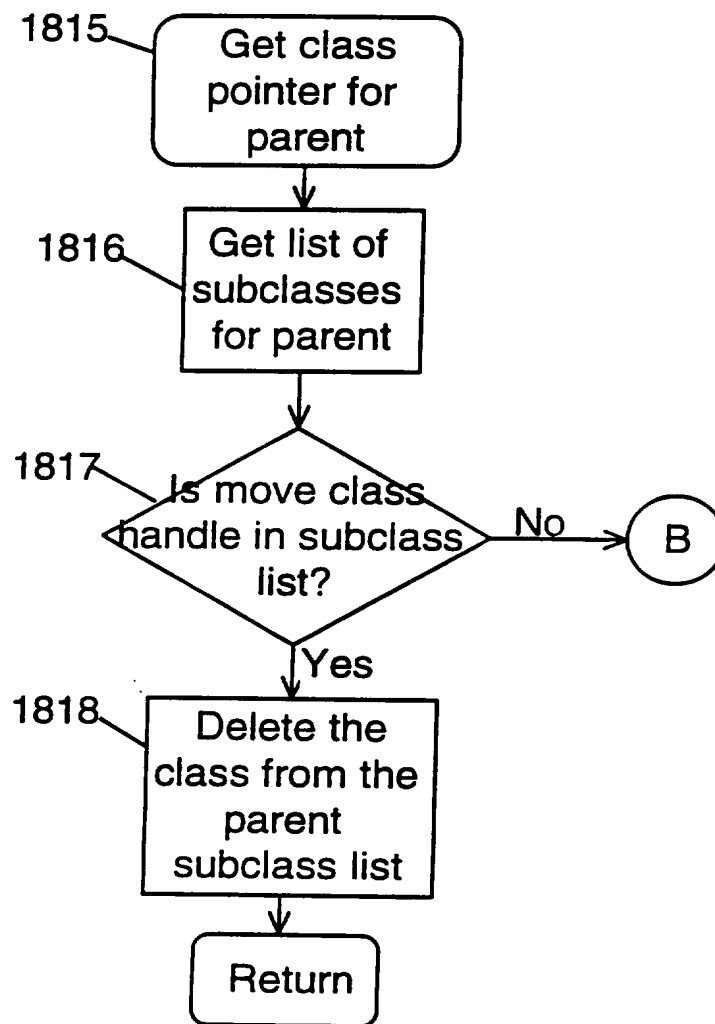 1815
Get class
pointer for
parent
1816
Get list of
subclasses
for parent
1817
Is move class
handle in subclass
list?
No
B
Yes
1818
Delete the
class from the
parent
subclass list
Return